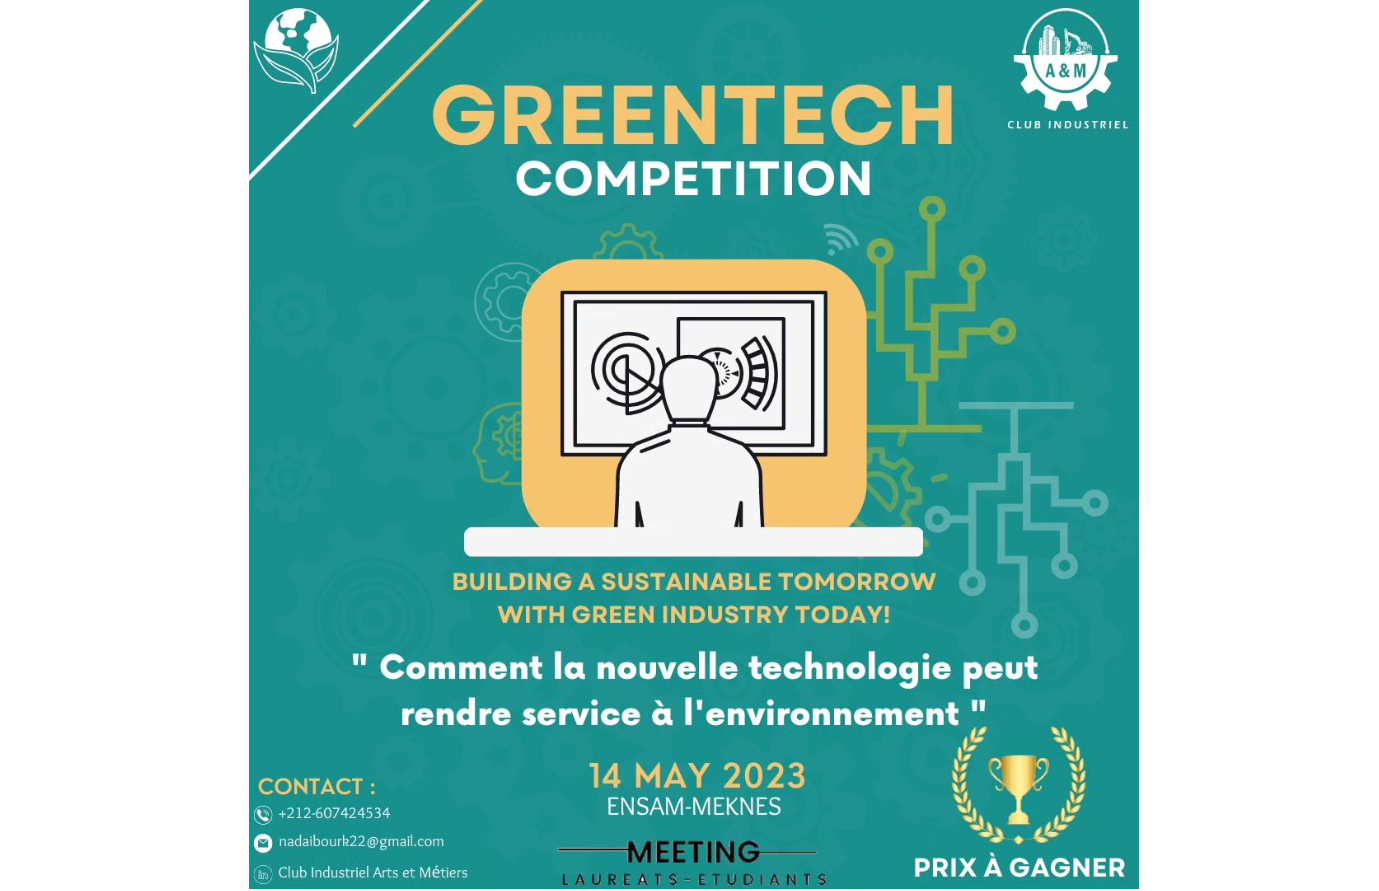 A & M
CLUB INDUSTRIEL
GREENTECH
COMPETITION
BUILDING A SUSTAINABLE TOMORROW
WITH GREEN INDUSTRY TODAY!
" Comment la nouvelle technologie peut
rendre service à l'environnement "
14 MAY 2023
ENSAM-MEKNES
MEETING
LAUREATS-ETUDIANTS
CONTACT :
+212-607424534
nadaibourk22@gmail.com
in
Club Industriel Arts et Métiers
PRIX À GAGNER